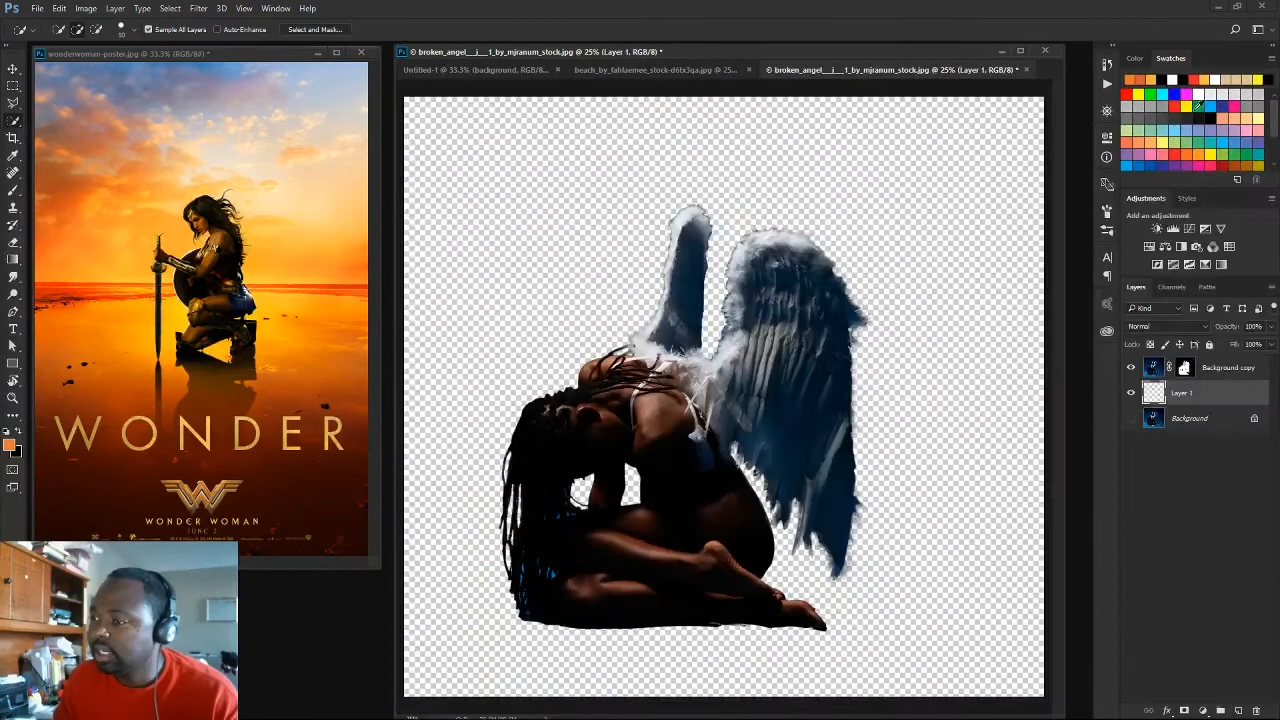 Ps File Edit Image Layer Type Select Filter 3D View Window Help
10 Sample All Layers Auto-Enhance Select and Mask...
wonderwoman-poster.jpg @ 33.3% (RGB/8#) *
© broken_angel___j___1_by_mjranum_stock.jpg @ 25% (Layer 1, RGB/8*) *
Untitled-1 @ 33.3% (background, RGB/8... ×
beach_by_fahlaemee_stock-d6tx3qa.jpg @ 25... ×
© broken_angel___j___1_by_mjranum_stock.jpg @ 25% (Layer 1, RGB/8*) * ×
WONDER
WONDER WOMAN
JUNE 2
Color Swatches
Adjustments Styles
Add an adjustment
Layers Channels Paths
Kind
Normal Opacity: 100%
Lock: Fill: 100%
Background copy
Layer 1
Background